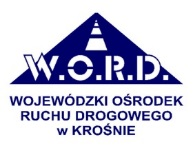 W.O.R.D.
WOJEWÓDZKI OŚRODEK
RUCHU DROGOWEGO
w KROŚNIE